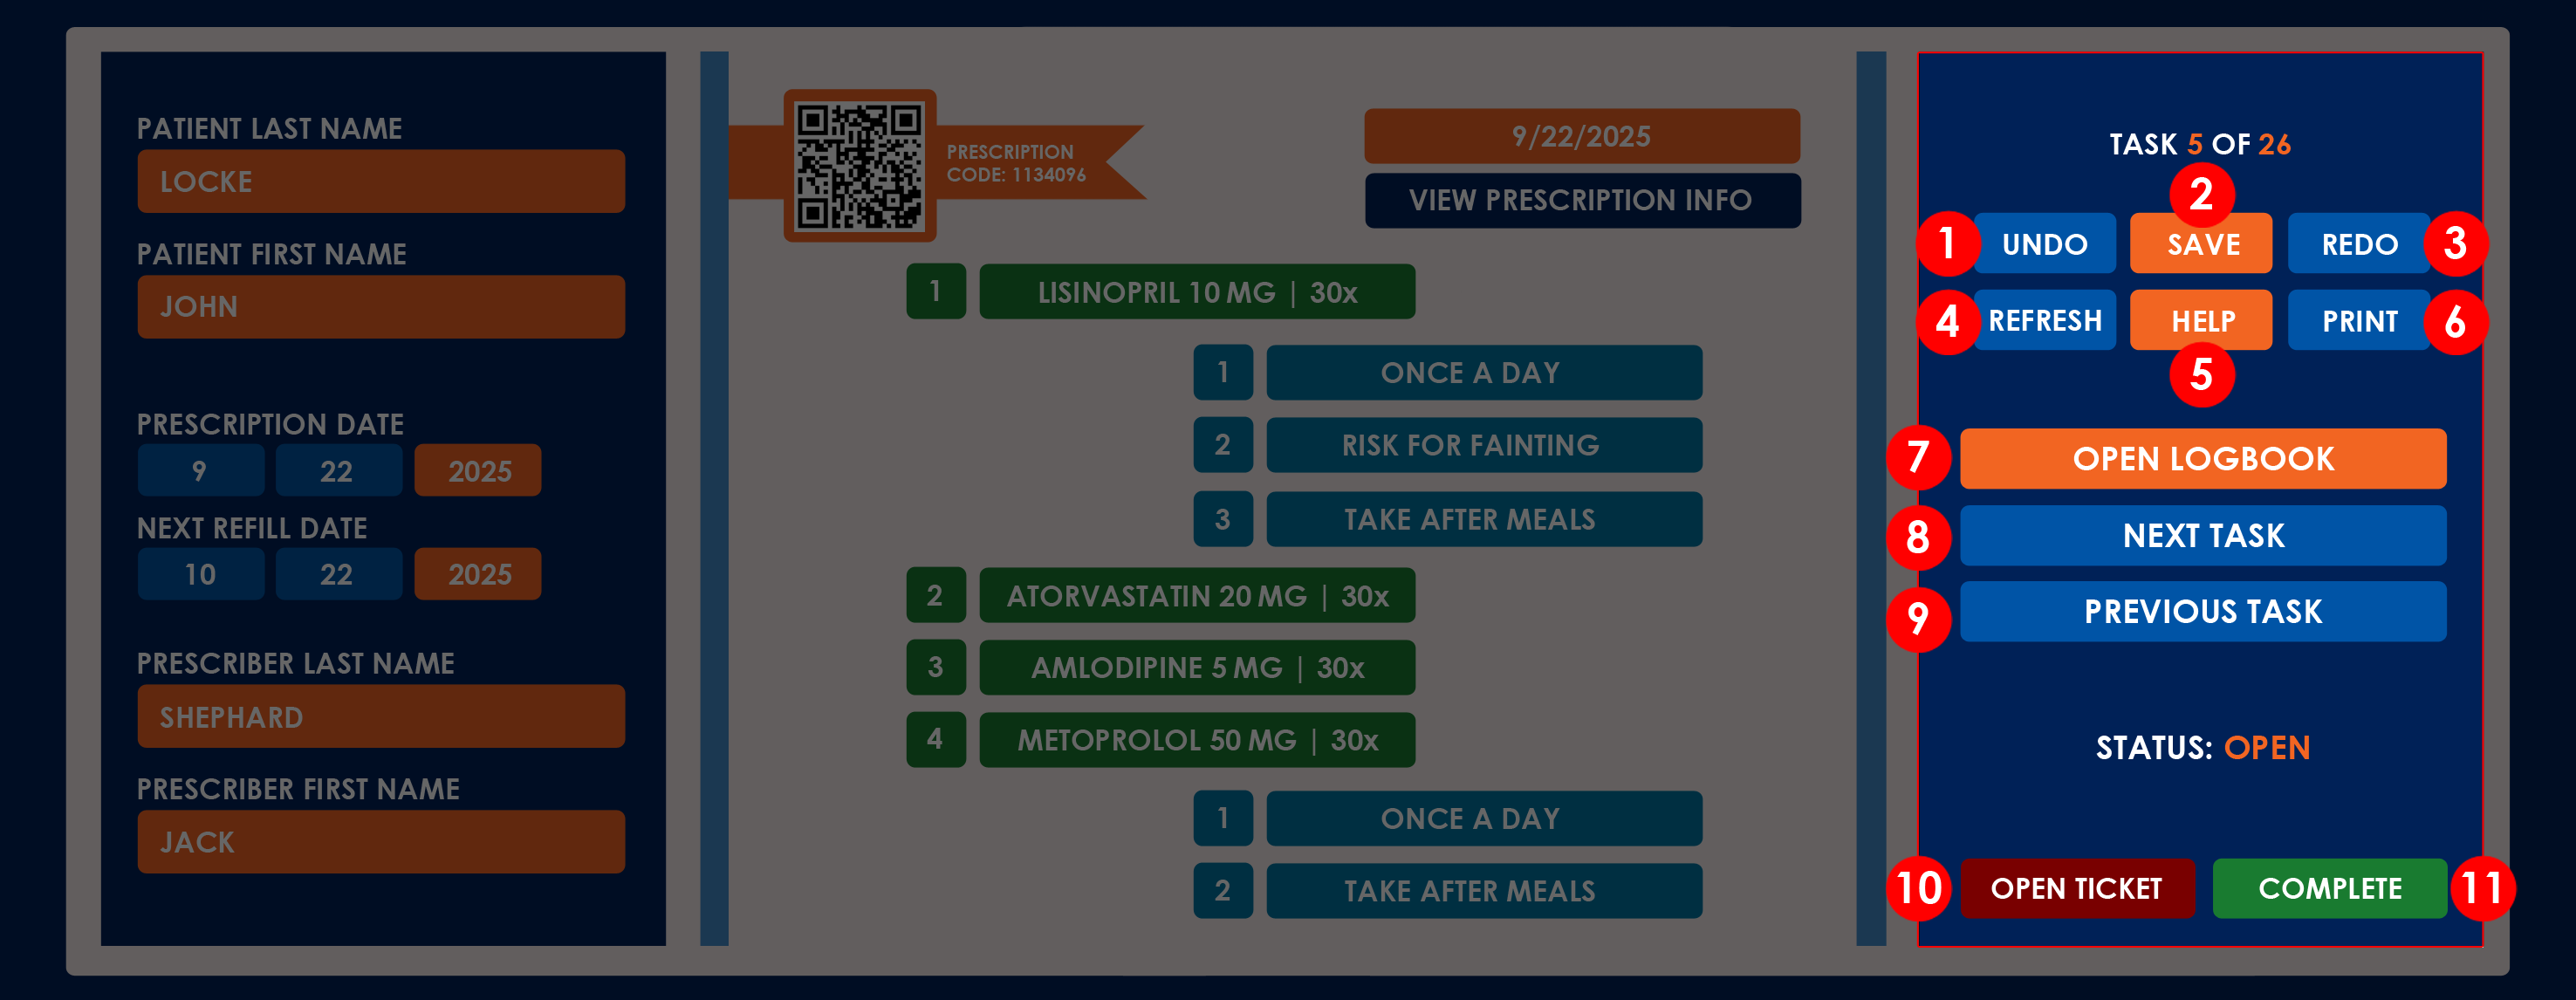 PATIENT LAST NAME
LOCKE
PATIENT FIRST NAME
JOHN
PRESCRIPTION DATE
9 22 2025
NEXT REFILL DATE
10 22 2025
PRESCRIBER LAST NAME
SHEPHARD
PRESCRIBER FIRST NAME
JACK
PRESCRIPTION
CODE: 1134096
9/22/2025
VIEW PRESCRIPTION INFO
1 LISINOPRIL 10 MG | 30x
1 ONCE A DAY
2 RISK FOR FAINTING
3 TAKE AFTER MEALS
2 ATORVASTATIN 20 MG | 30x
3 AMLODIPINE 5 MG | 30x
4 METOPROLOL 50 MG | 30x
1 ONCE A DAY
2 TAKE AFTER MEALS
TASK 5 OF 26
2
1 UNDO SAVE REDO 3
4 REFRESH HELP PRINT 6
5
7 OPEN LOGBOOK
8 NEXT TASK
9 PREVIOUS TASK
STATUS: OPEN
10 OPEN TICKET COMPLETE 11